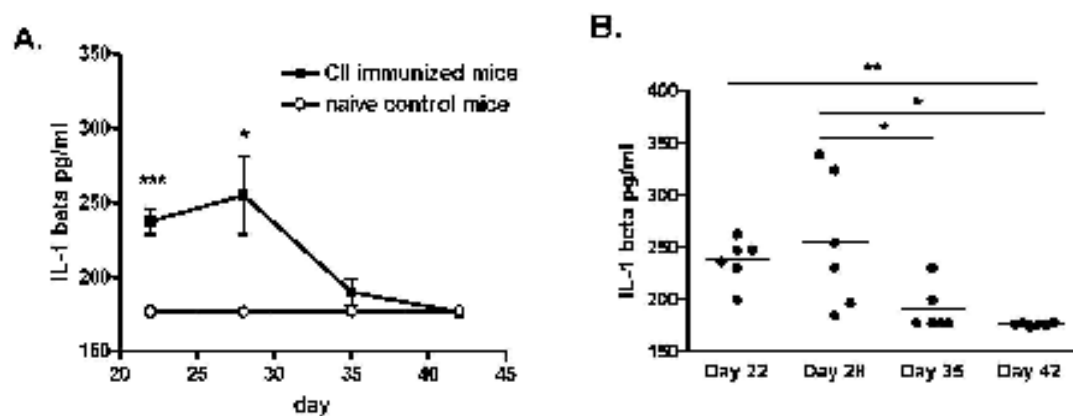 A.
350
300
250
200
150
IL-1 beta pg/ml
CII immunized mice
naive control mice
***
*
20 25 30 35 40 45
day
B.
400
350
300
250
200
150
IL-1 beta pg/ml
**
*
*
Day 22 Day 28 Day 35 Day 42